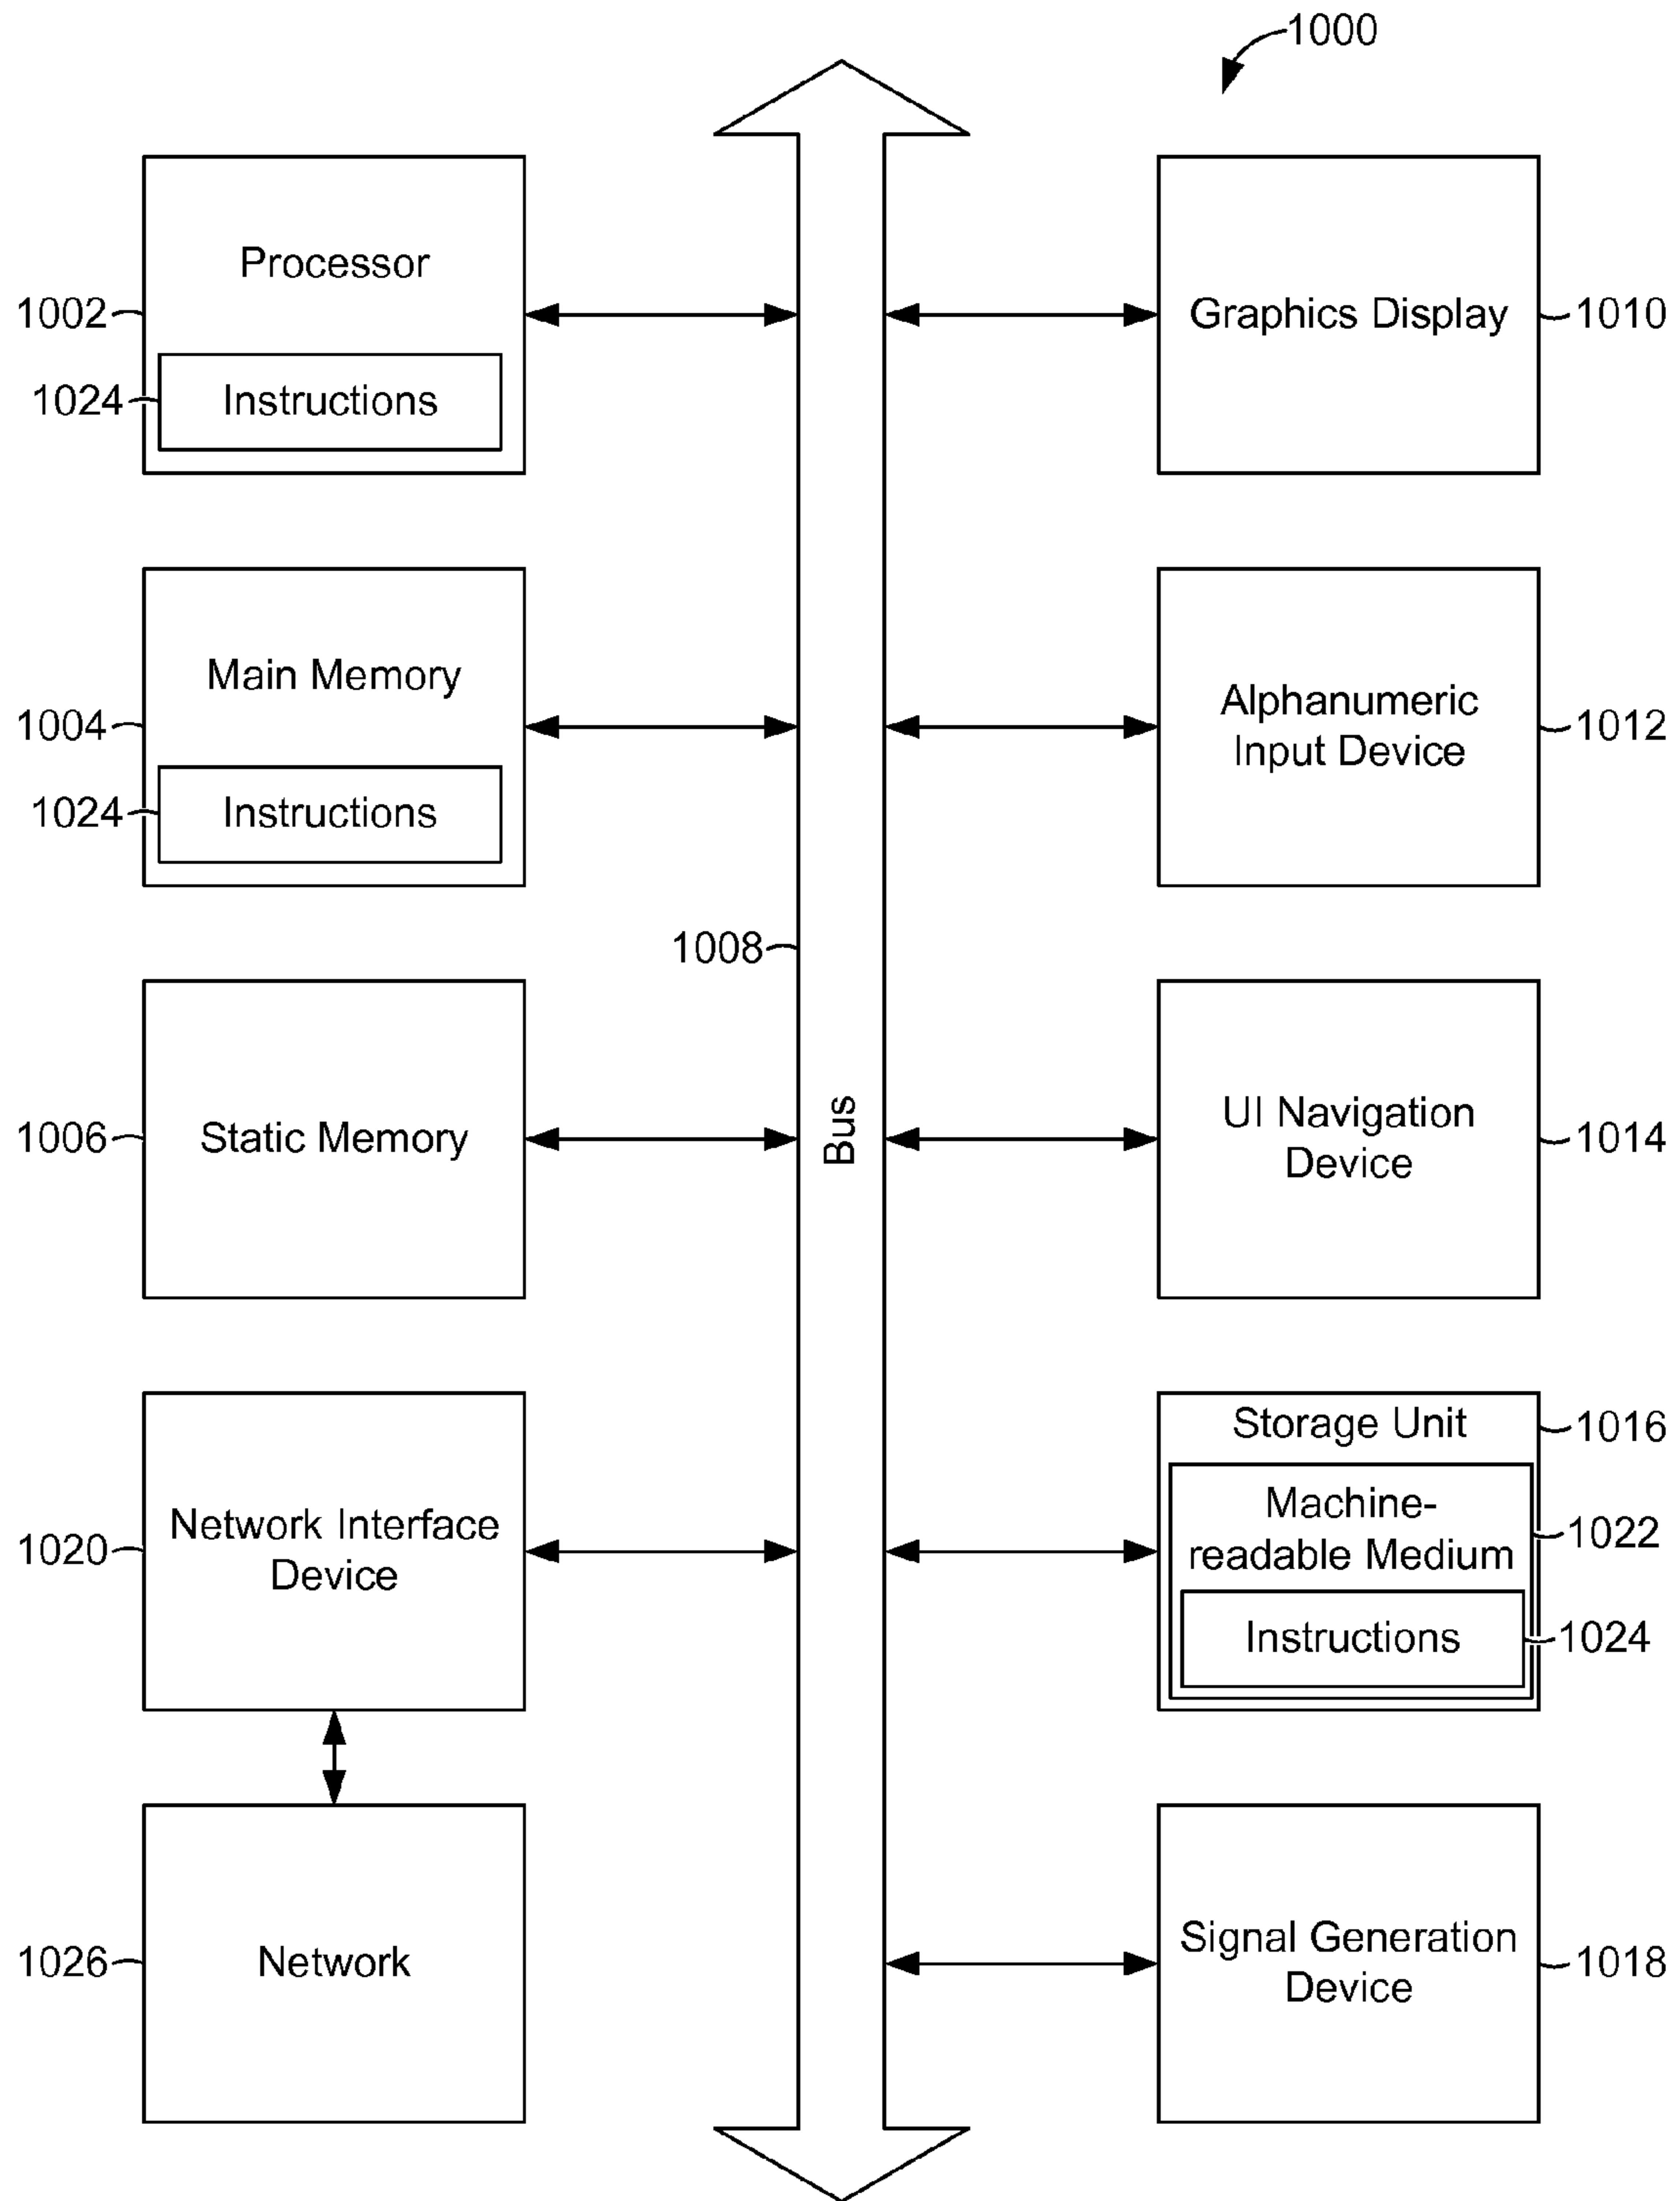 1000
Processor
1002
1024
Instructions
Graphics Display
1010
Main Memory
1004
1024
Instructions
Alphanumeric
Input Device
1012
1008
Bus
Static Memory
1006
UI Navigation
Device
1014
Network Interface
Device
1020
Storage Unit
1016
Machine-
readable Medium
1022
Instructions
1024
Network
1026
Signal Generation
Device
1018